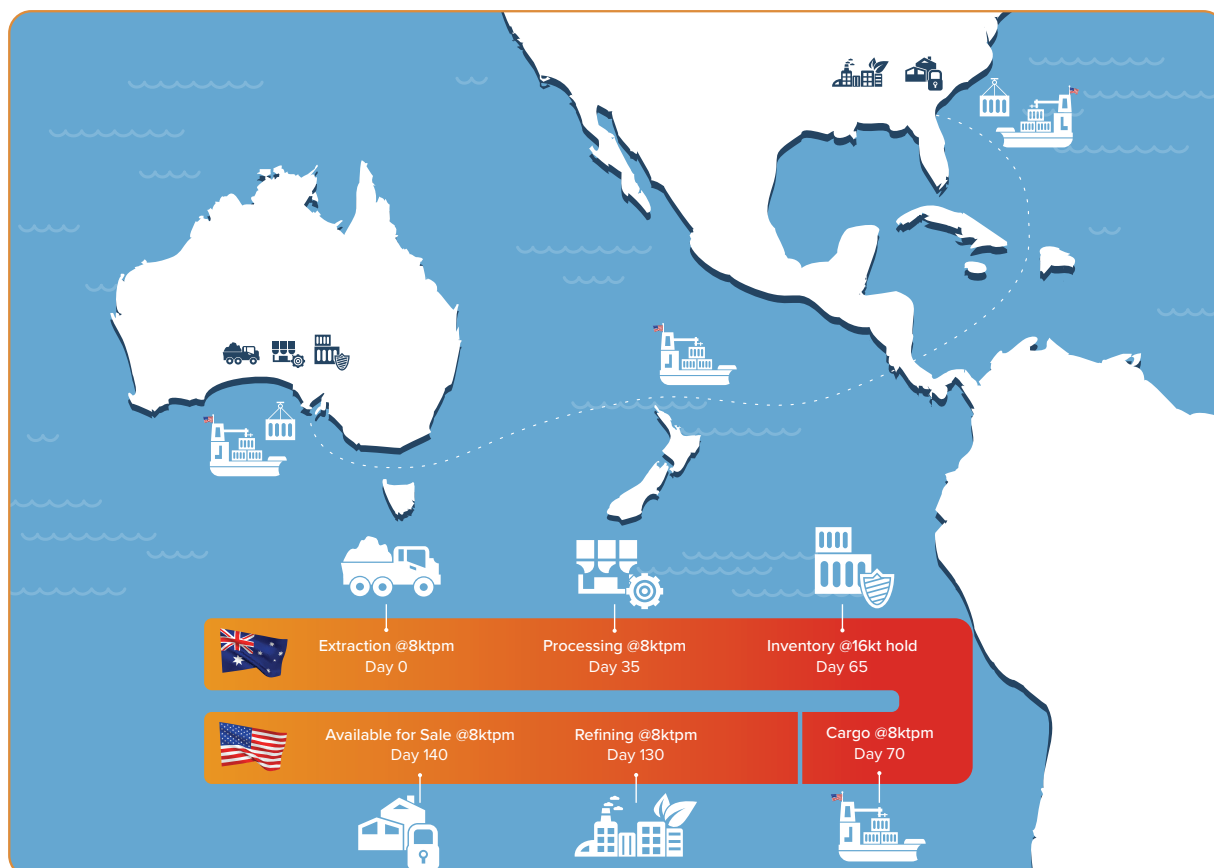 Extraction @8ktpm
Day 0
Processing @8ktpm
Day 35
Inventory @16kt hold
Day 65
Available for Sale @8ktpm
Day 140
Refining @8ktpm
Day 130
Cargo @8ktpm
Day 70